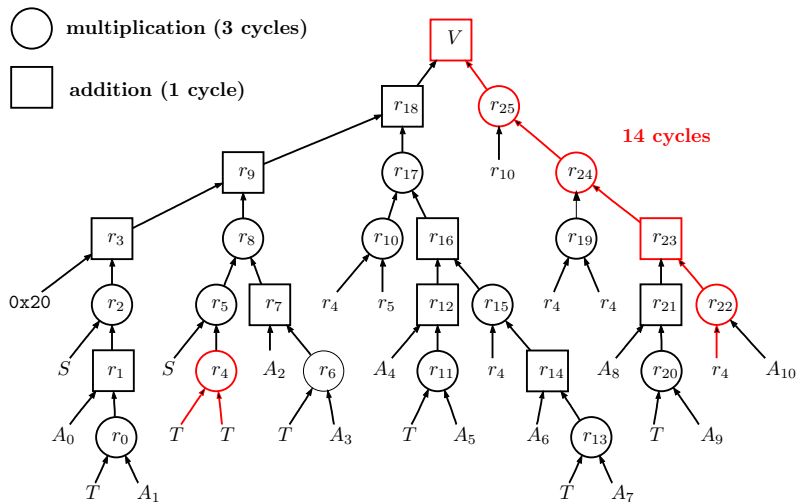 multiplication (3 cycles)
V
addition (1 cycle)
r18
r25
14 cycles
r9
r17
r10
r24
r3
r8
r10
r16
r19
r23
0x20
r2
r5
r7
r4
r5
r12
r15
r4
r4
r21
r22
S
r1
S
r4
A2
r6
A4
r11
r4
r14
A8
r20
r4
A10
A0
r0
T
T
T
A3
T
A5
A6
r13
T
A9
T
A1
T
A7